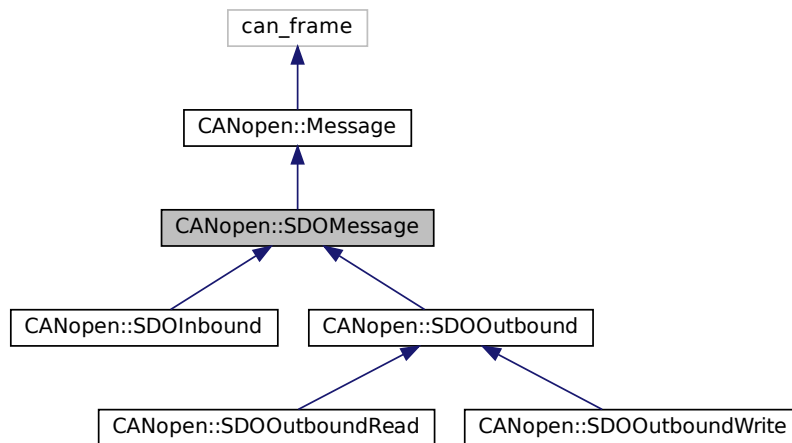 can_frame
CANopen::Message
CANopen::SDOMessage
CANopen::SDOInbound
CANopen::SDOOutbound
CANopen::SDOOutboundRead
CANopen::SDOOutboundWrite